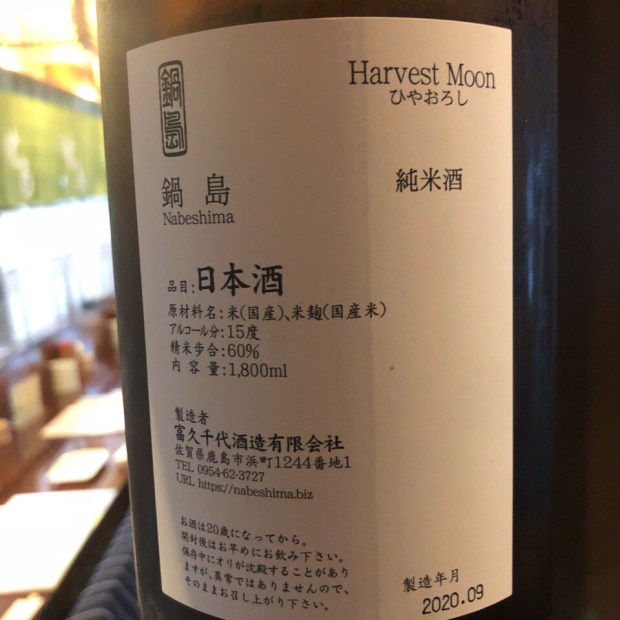 鍋島
Harvest Moon
ひやおろし
鍋島
Nabeshima
純米酒
品目:日本酒
原材料名:米(国産)、米麹(国産米)
アルコール分:15度
精米歩合:60%
内容量:1,800ml
製造者
富久千代酒造有限会社
佐賀県鹿島市浜町1244番地1
TEL 0954-62-3727
URL https://nabeshima.biz
お酒は20歳になってから。
開封後はお早めにお飲み下さい。
保存中にオリが沈殿することがあり
ますが、異常ではありませんので、
そのままお召し上がり下さい。
製造年月
2020.09